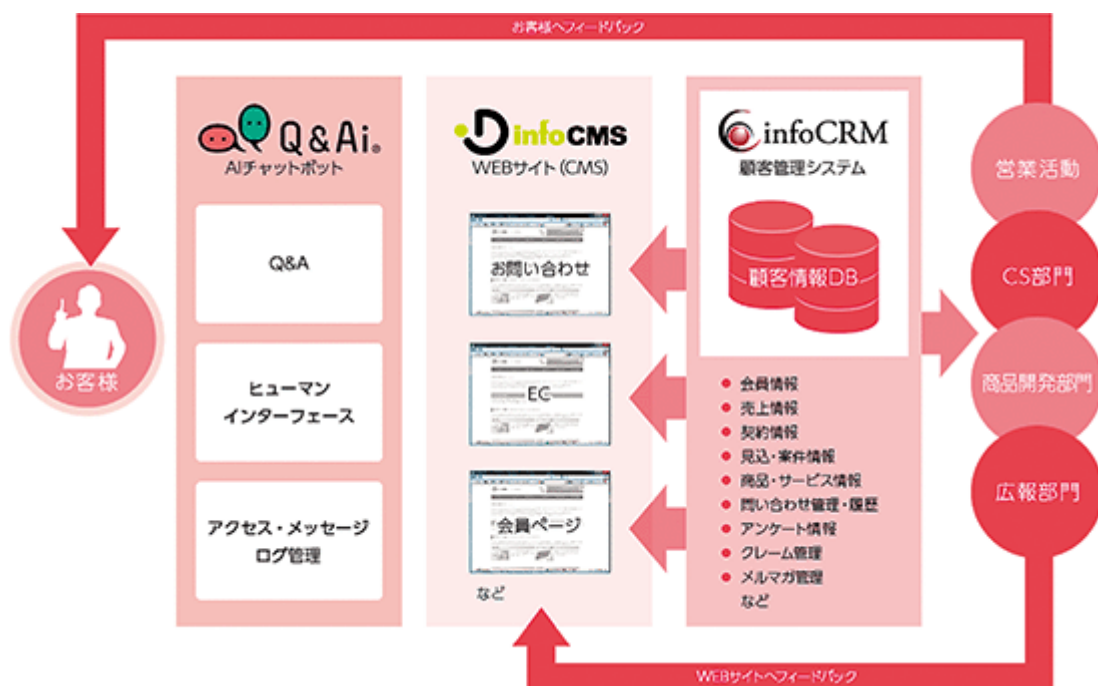 お客様へフィードバック
Q&Ai®
AIチャットボット
Q&A
ヒューマン
インターフェース
アクセス・メッセージ
ログ管理
infoCMS
WEBサイト(CMS)
お問い合わせ
EC
会員ページ
など
infoCRM
顧客管理システム
顧客情報DB
● 会員情報
● 売上情報
● 契約情報
● 見込・案件情報
● 商品・サービス情報
● 問い合わせ管理・履歴
● アンケート情報
● クレーム管理
● メルマガ管理
など
営業活動
CS部門
商品開発部門
広報部門
お客様
WEBサイトへフィードバック